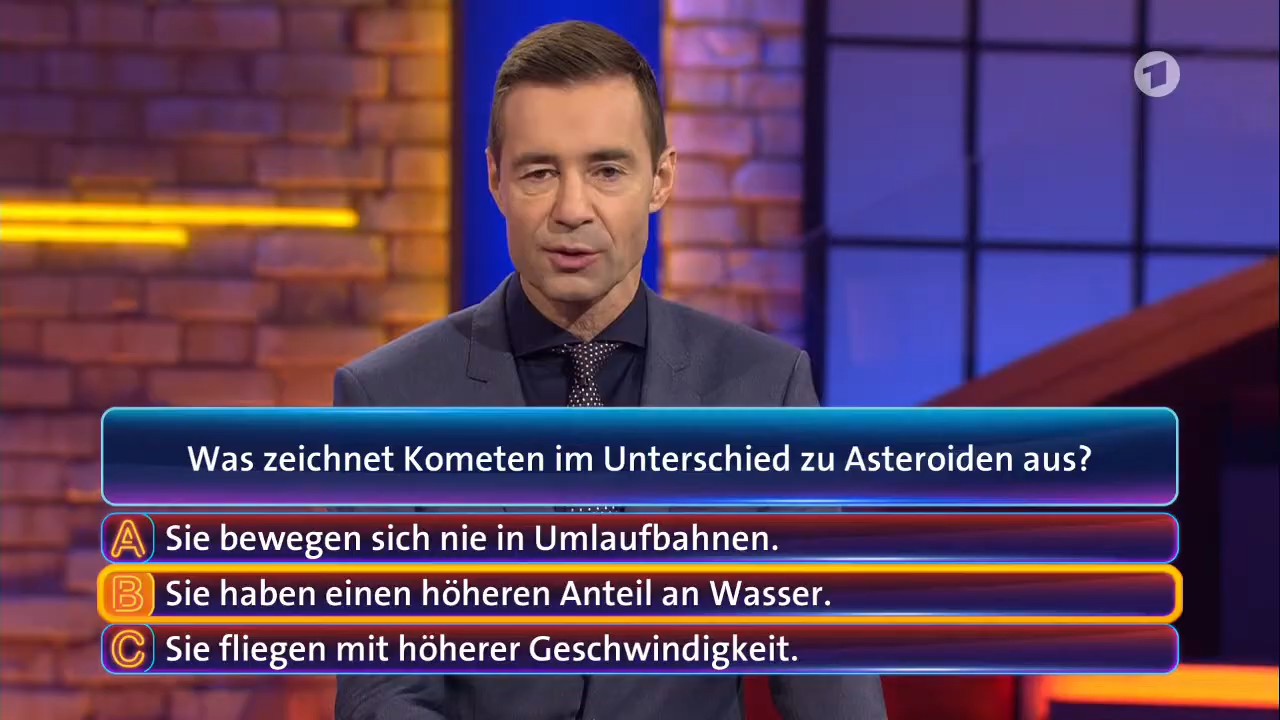 1
Was zeichnet Kometen im Unterschied zu Asteroiden aus?
A Sie bewegen sich nie in Umlaufbahnen.
B Sie haben einen höheren Anteil an Wasser.
C Sie fliegen mit höherer Geschwindigkeit.